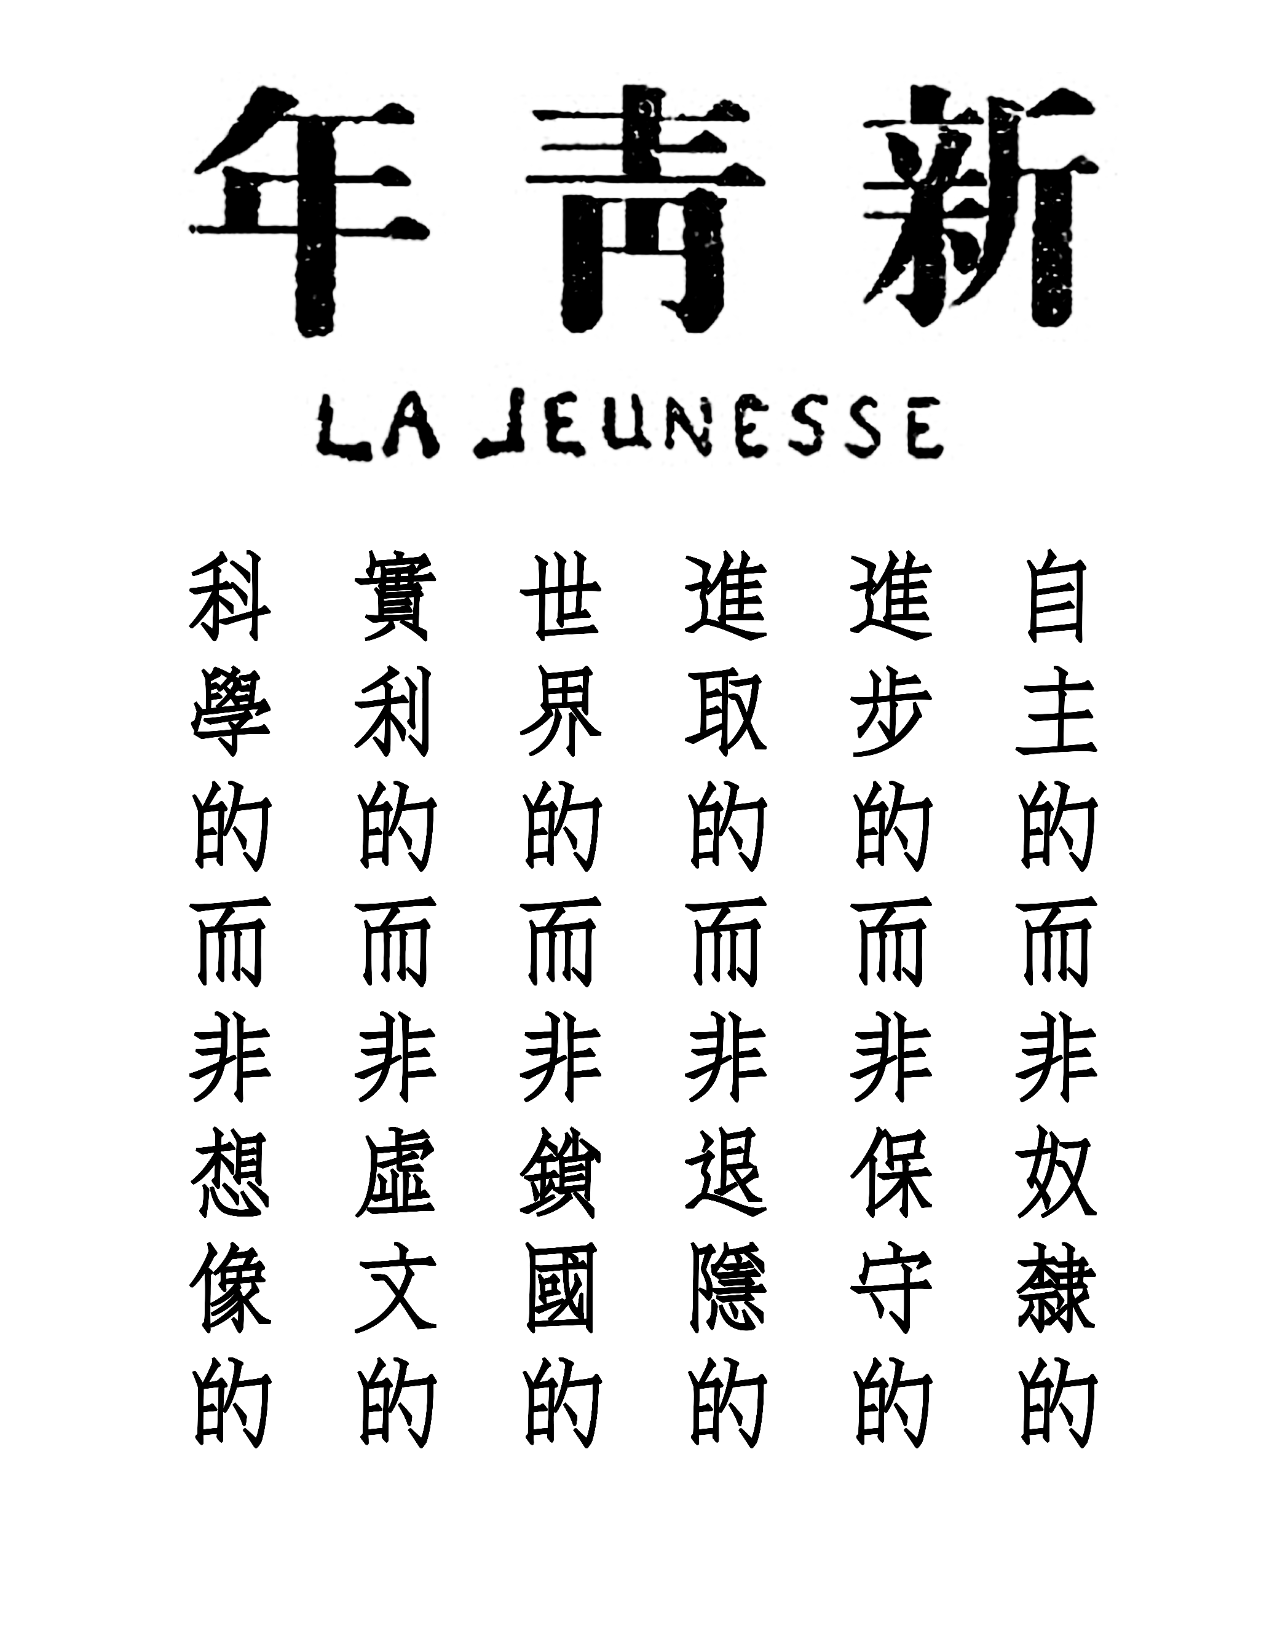 新青年
LA JEUNESSE
自主的而非奴隸的
進步的而非保守的
進取的而非退隱的
世界的而非鎖國的
實利的而非虛文的
科學的而非想像的